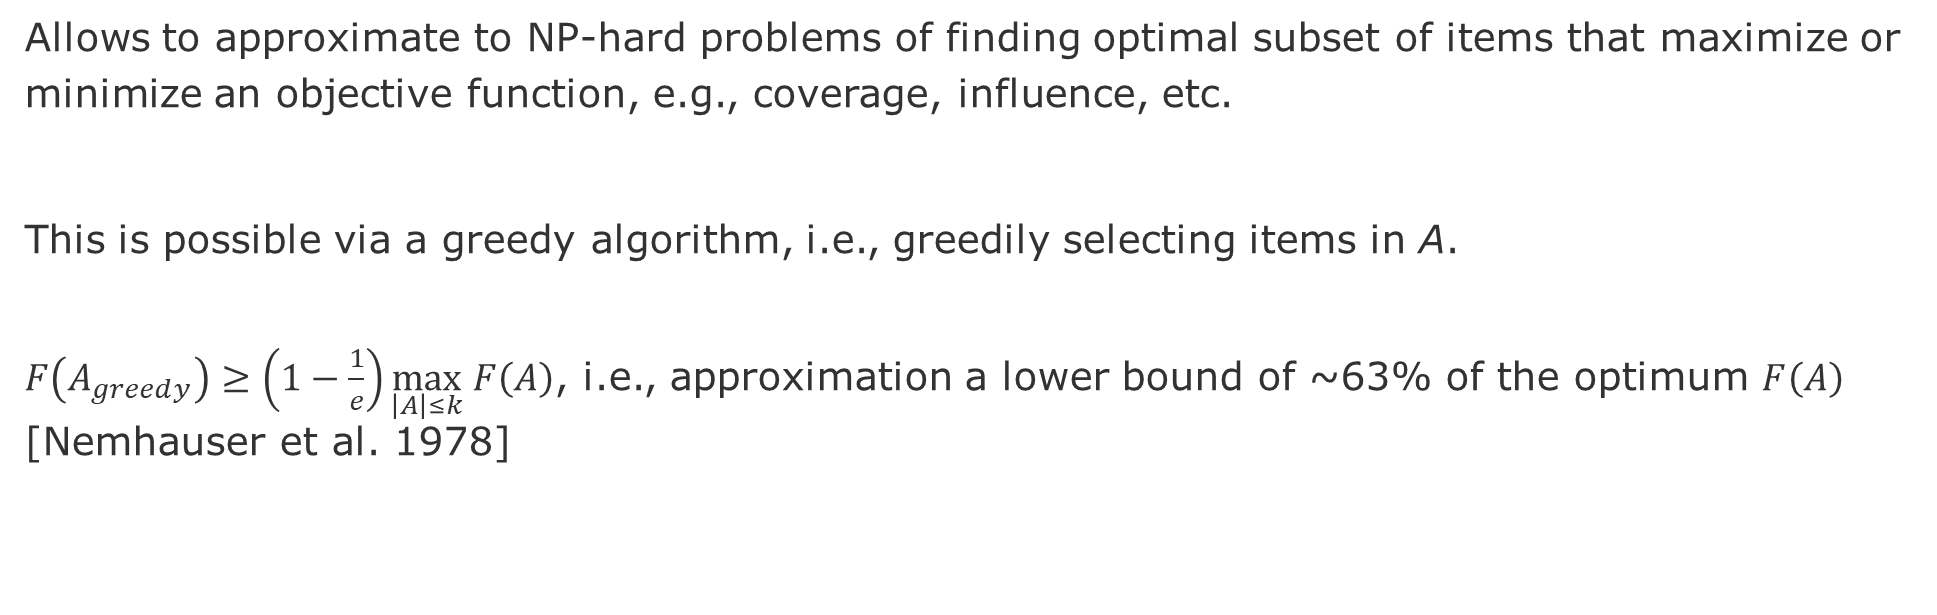 Allows to approximate to NP-hard problems of finding optimal subset of items that maximize or
minimize an objective function, e.g., coverage, influence, etc.
This is possible via a greedy algorithm, i.e., greedily selecting items in A.
F(A_greedy) ≥ (1 − 1/e) max_{|A|≤k} F(A), i.e., approximation a lower bound of ~63% of the optimum F(A)
[Nemhauser et al. 1978]